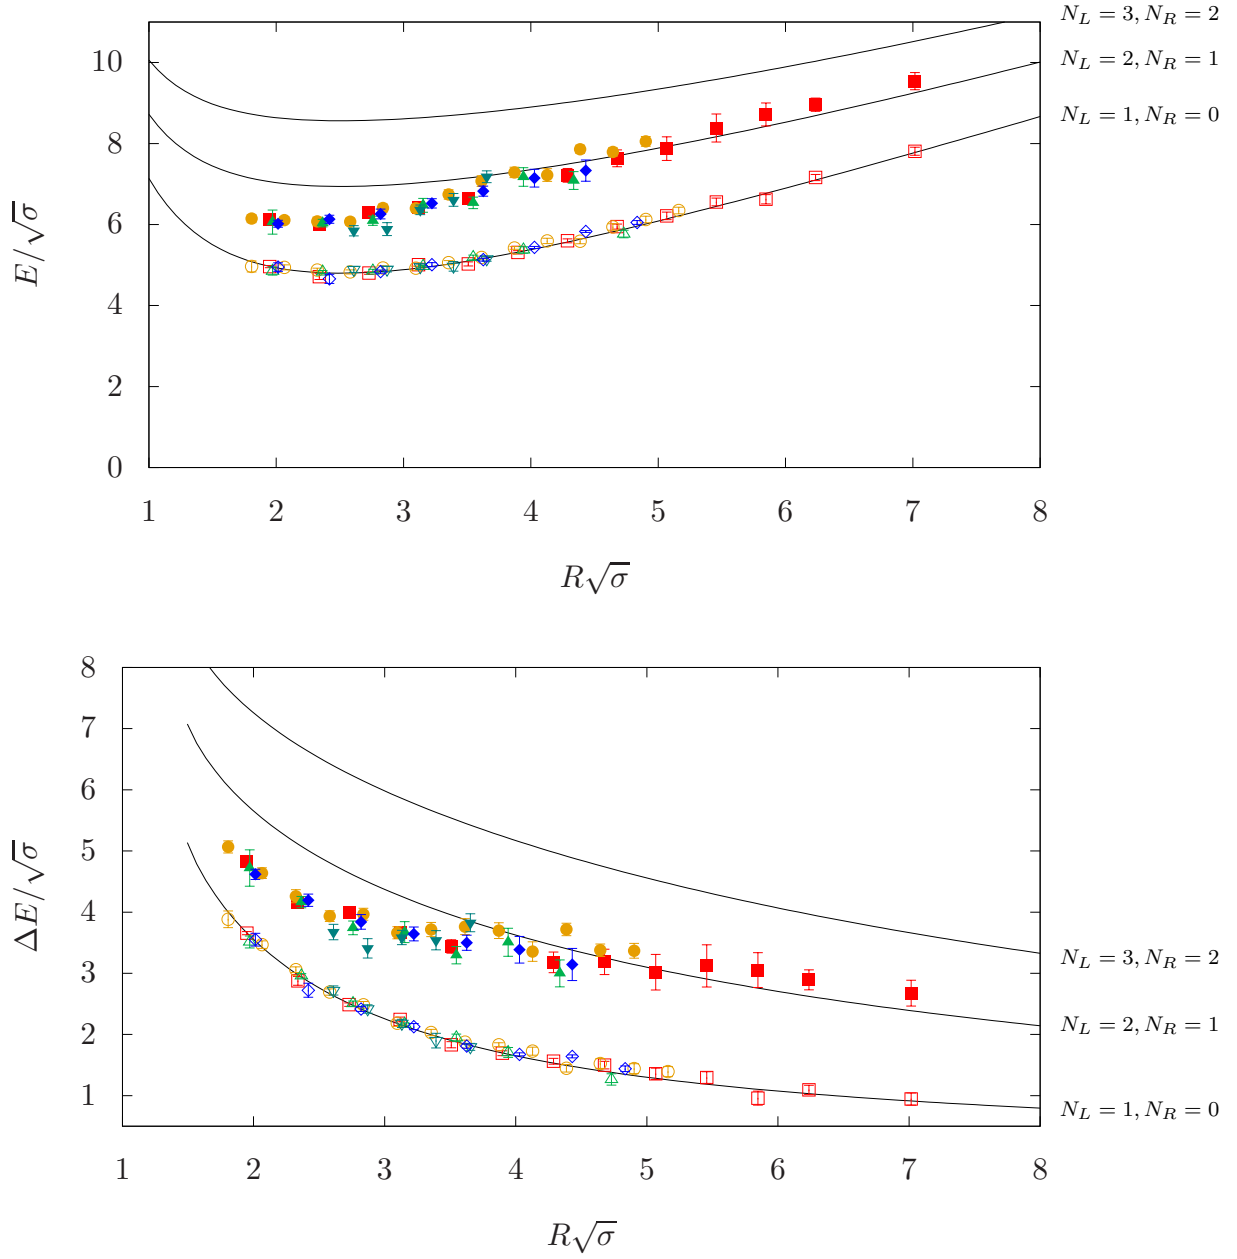 N_L = 3, N_R = 2
10
N_L = 2, N_R = 1
8
N_L = 1, N_R = 0
6
E/√σ
4
2
0
1 2 3 4 5 6 7 8
R√σ
8
7
6
5
ΔE/√σ
4
3
N_L = 3, N_R = 2
2
N_L = 2, N_R = 1
1
N_L = 1, N_R = 0
1 2 3 4 5 6 7 8
R√σ